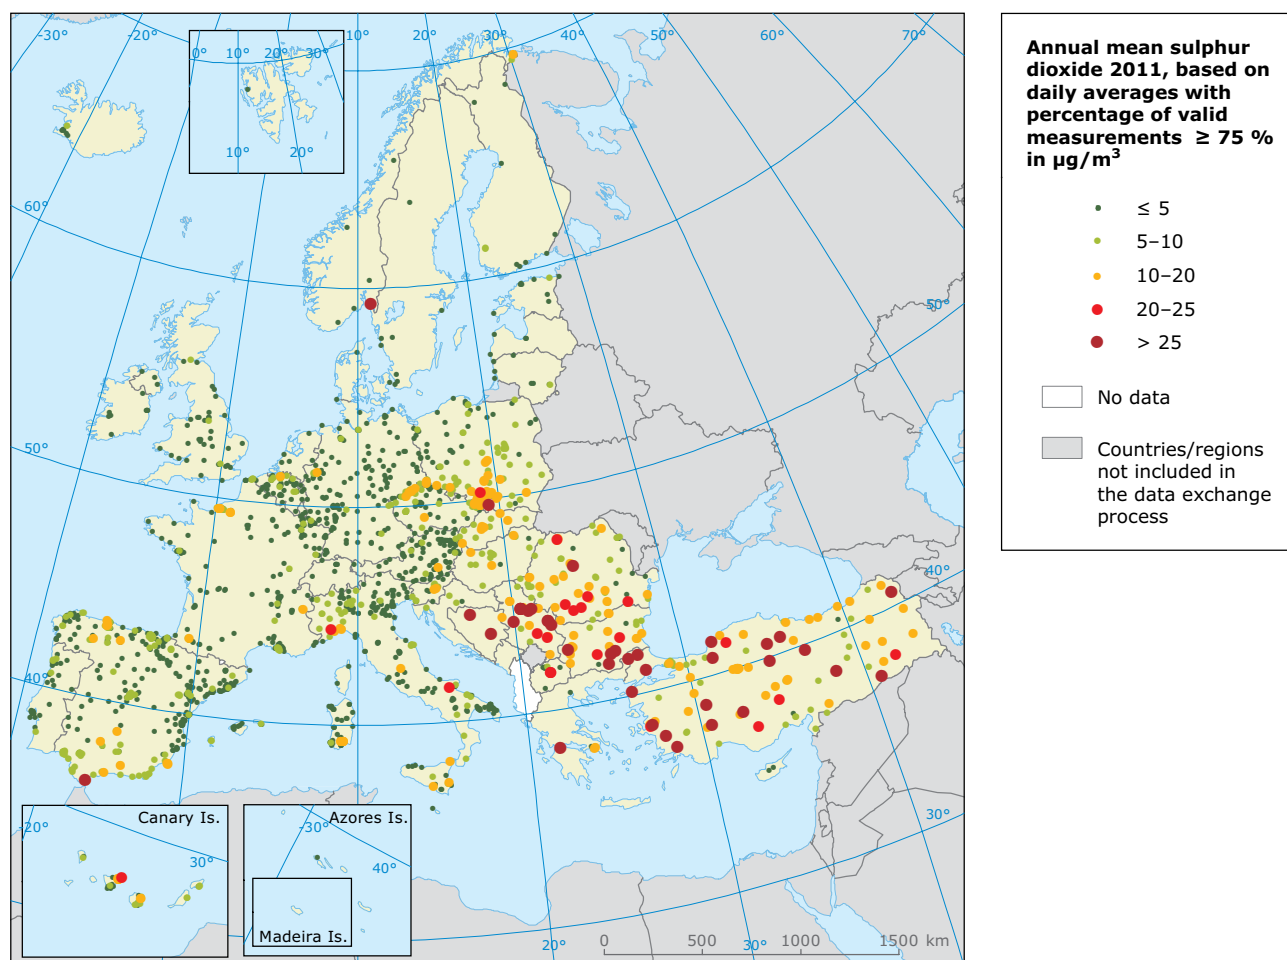 -30°
-20°
10°
20°
30°
40°
50°
60°
70°
0°
10°
20°
30°
10°
20°
60°
50°
50°
40°
40°
30°
Canary Is.
-20°
30°
Azores Is.
-30°
40°
Madeira Is.
20°
30°
0
500
1000
1500 km
Annual mean sulphur
dioxide 2011, based on
daily averages with
percentage of valid
measurements ≥ 75 %
in µg/m³
≤ 5
5–10
10–20
20–25
> 25
No data
Countries/regions
not included in
the data exchange
process